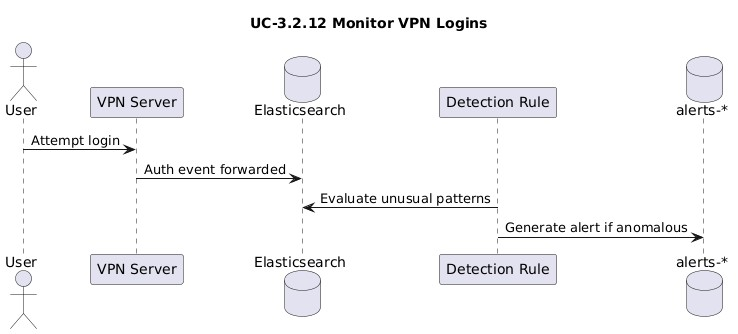 UC-3.2.12 Monitor VPN Logins
User
VPN Server
Elasticsearch
Detection Rule
alerts-*
Attempt login
Auth event forwarded
Evaluate unusual patterns
Generate alert if anomalous
User
VPN Server
Elasticsearch
Detection Rule
alerts-*